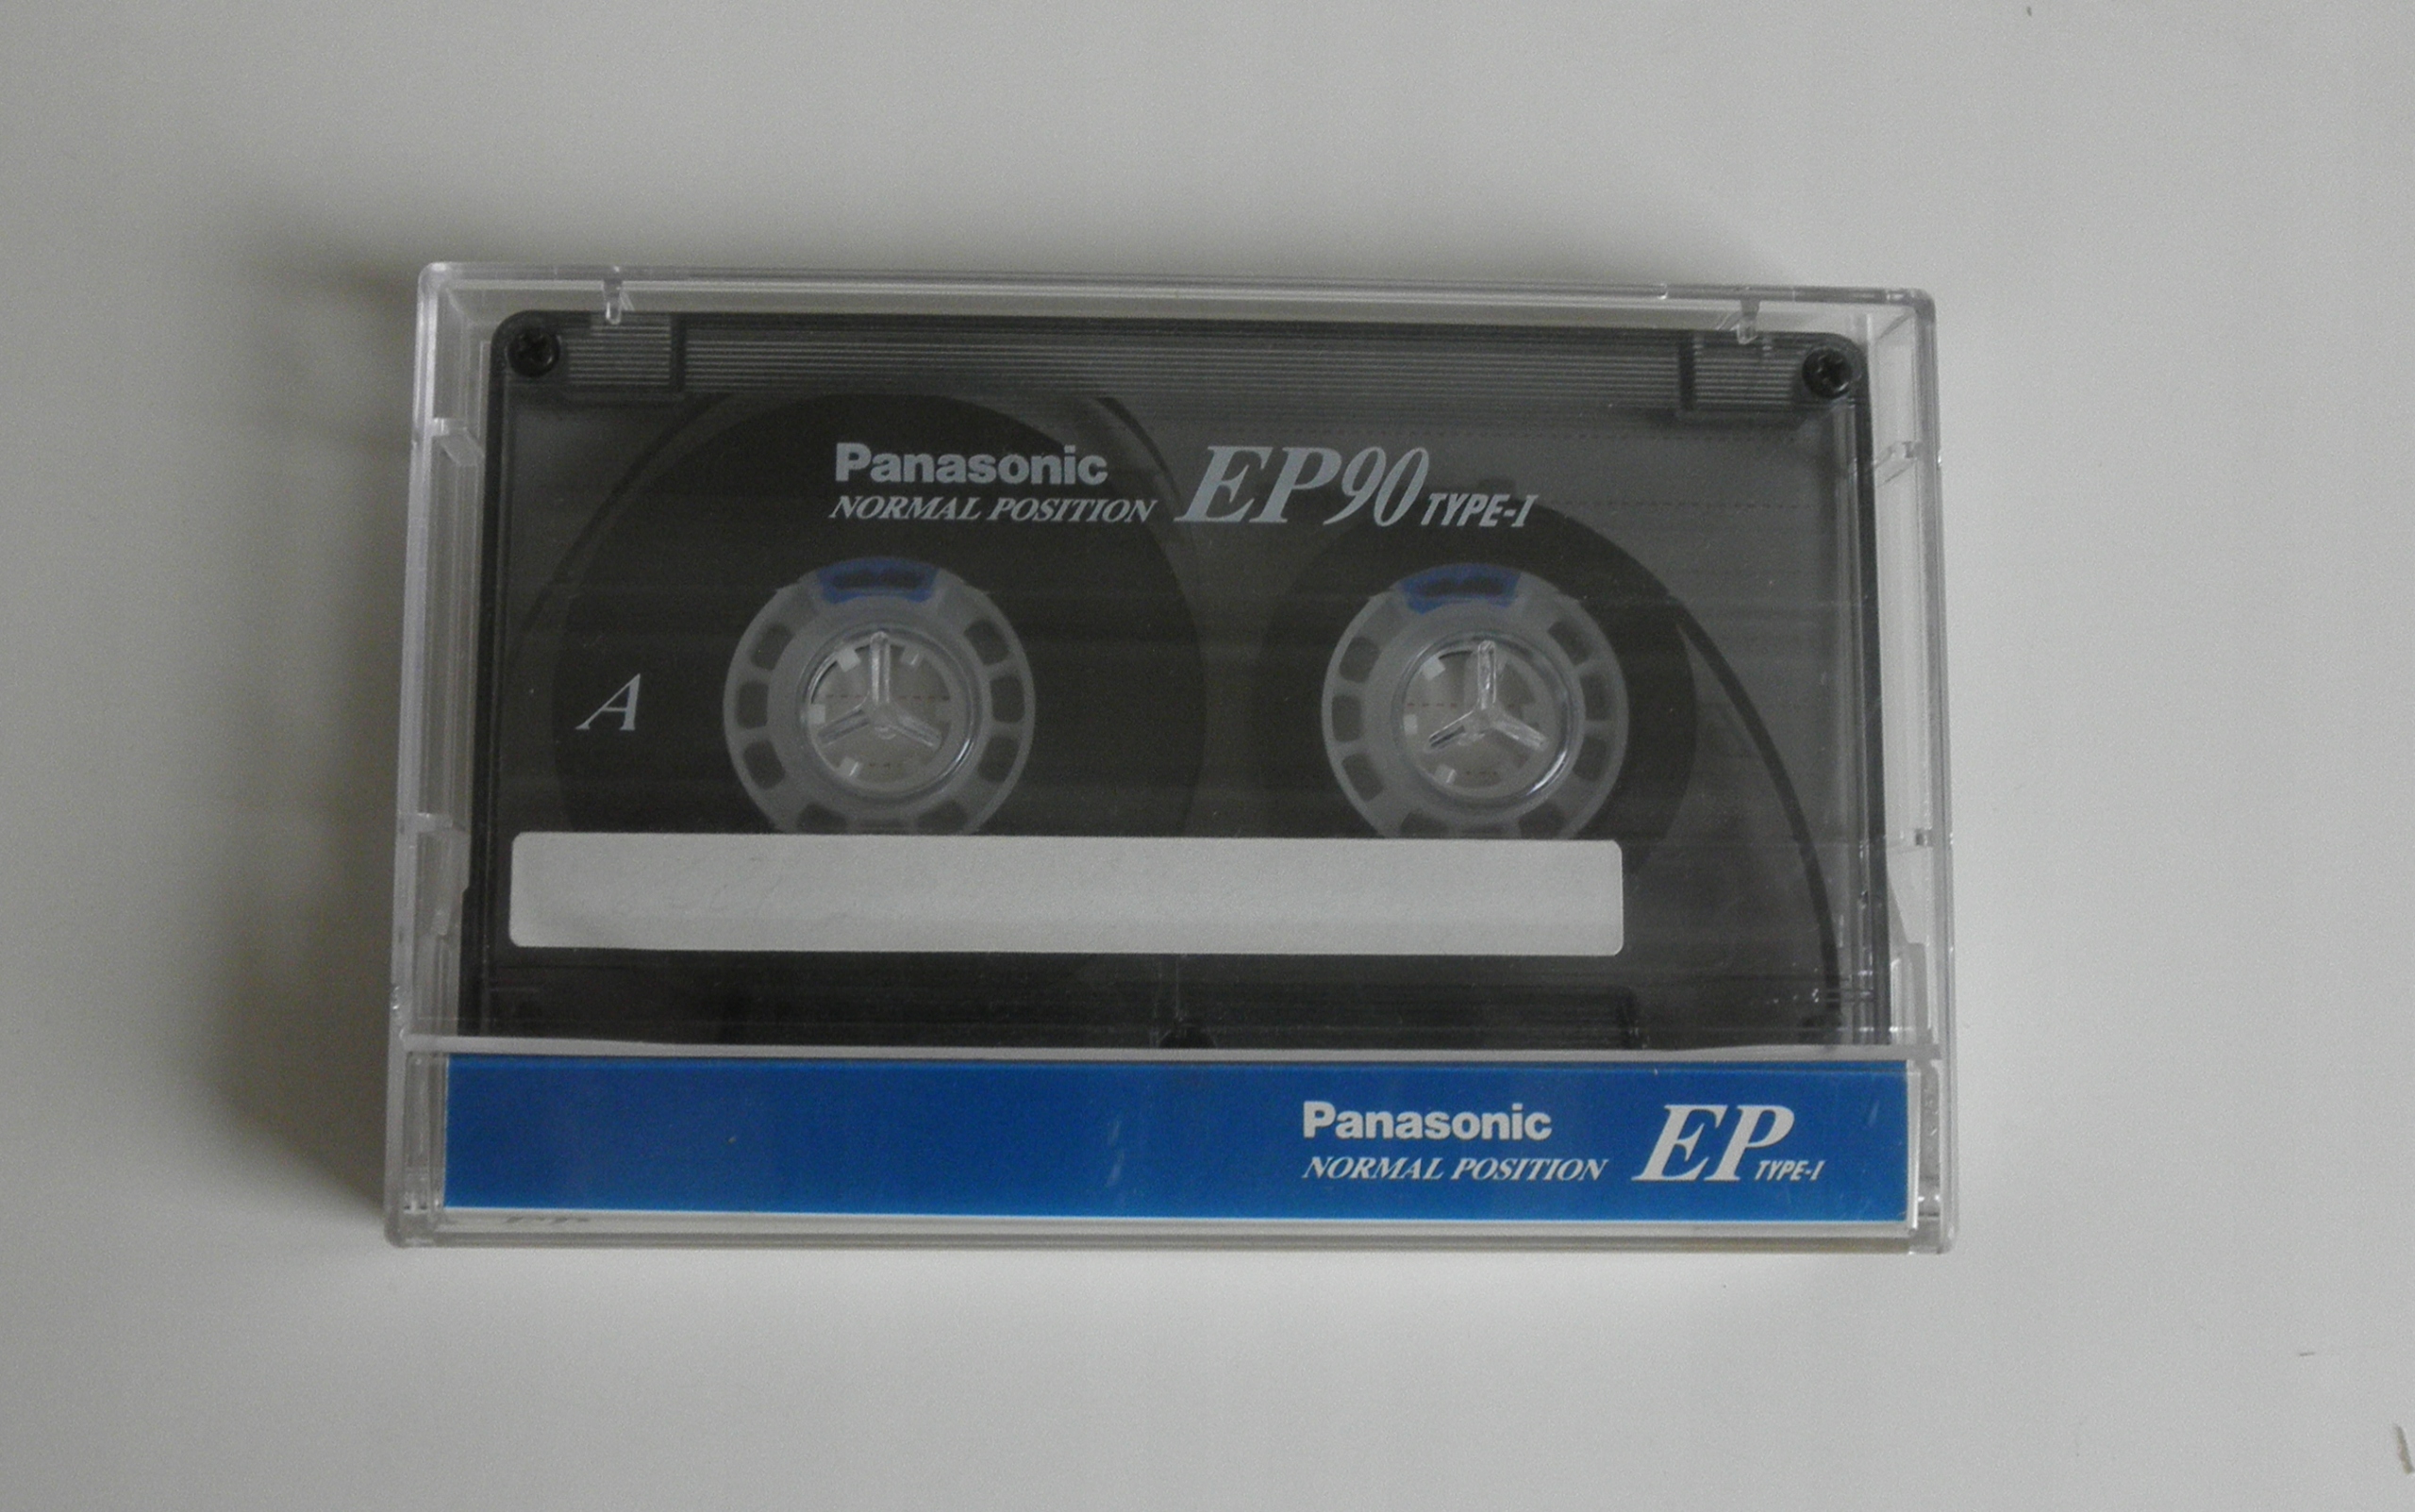 Panasonic EP90 TYPE-I
NORMAL POSITION
A
Panasonic EP TYPE-I
NORMAL POSITION